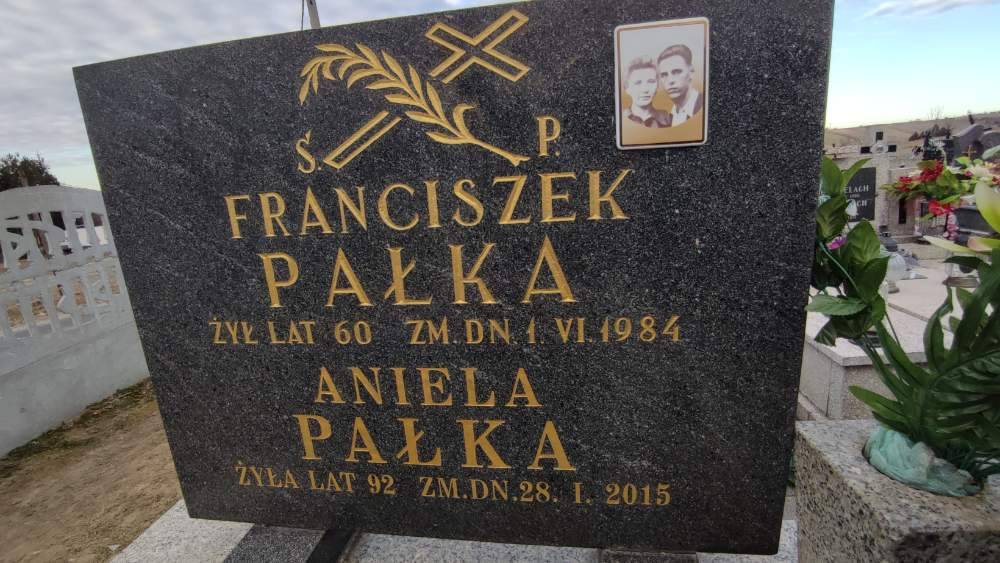 Ś. P.
FRANCISZEK
PAŁKA
ŻYŁ LAT 60 ZM. DN. 1. VI. 1984
ANIELA
PAŁKA
ŻYŁA LAT 92 ZM. DN. 28. I. 2015